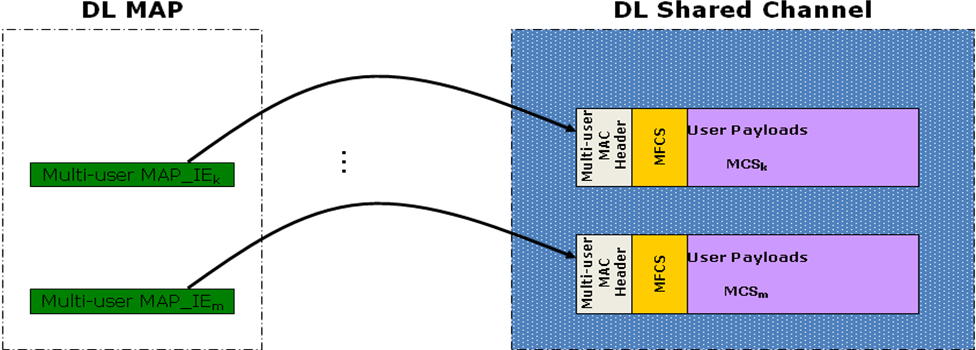 DL MAP
DL Shared Channel
Multi-user MAP_IEk
...
Multi-user
MAC
Header
MFCS
User Payloads
MCSk
Multi-user MAP_IEm
Multi-user
MAC
Header
MFCS
User Payloads
MCSm